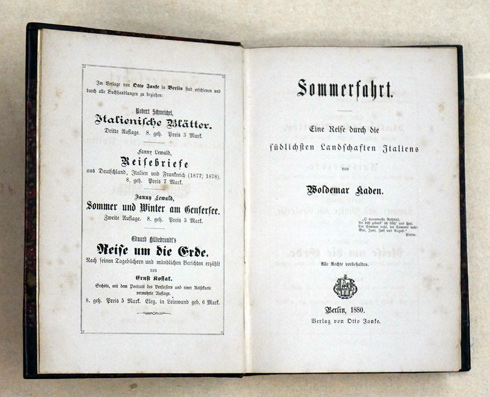 Im Verlage von Otto Janke in Berlin sind erschienen und
durch alle Buchhandlungen zu beziehen:
Robert Schweichel,
Italienische Blätter.
Dritte Auflage. 8. geh. Preis 3 Mark.
Fanny Lewald,
Reisebriefe
aus Deutschland, Italien und Frankreich (1877, 1878).
8. geh. Preis 7 Mark.
Fanny Lewald,
Sommer und Winter am Genfersee.
Zweite Auflage. 8. geh. Preis 3 Mark.
Eduard Hildebrandt's
Reise um die Erde.
Nach seinen Tagebüchern und mündlichen Berichten erzählt
von
Ernst Kossak.
Sechste, mit dem Portrait des Verfassers und einer Reisekarte
vermehrte Auflage.
8. geh. Preis 5 Mark. Eleg. in Leinwand geb. 6 Mark.
Sommerfahrt.
Eine Reise durch die
südlichsten Landschaften Italiens
von
Woldemar Kaden.
Alle Rechte vorbehalten.
Berlin, 1880.
Verlag von Otto Janke.